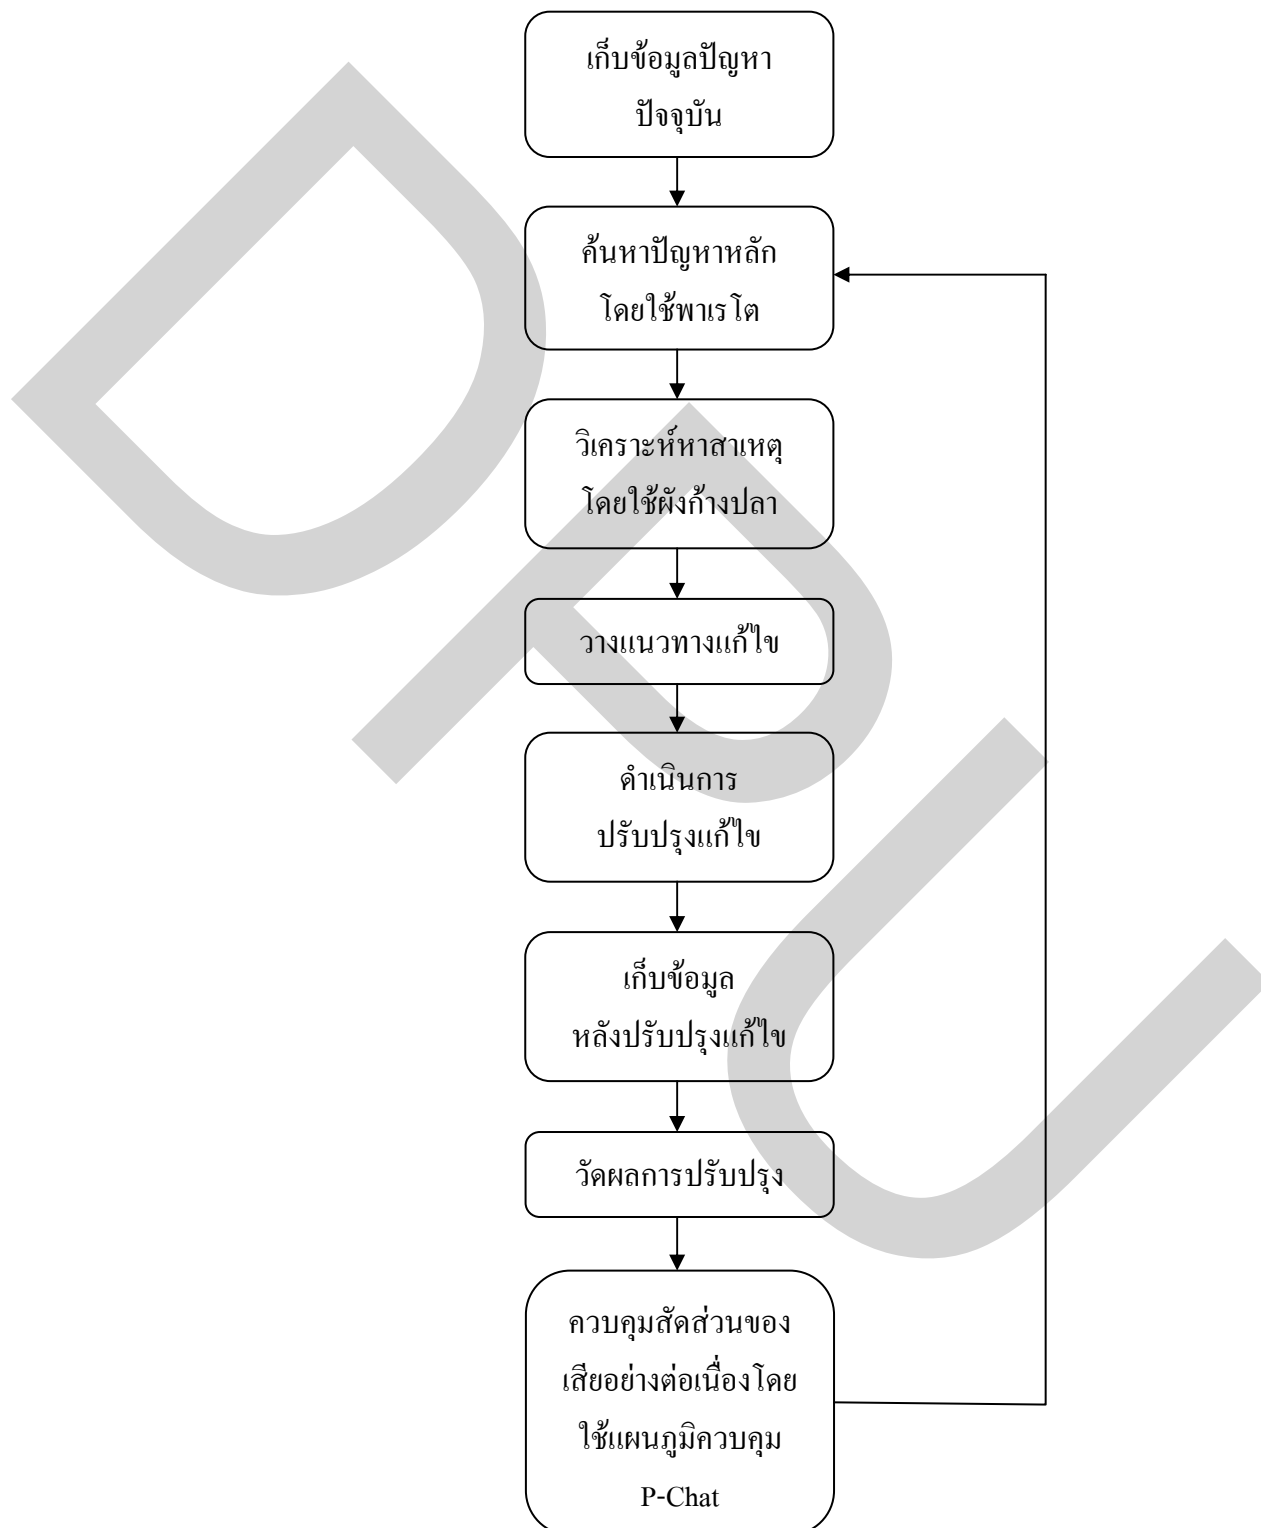 เก็บข้อมูลปัญหา
ปัจจุบัน
ค้นหาปัญหาหลัก
โดยใช้พาเรโต
วิเคราะห์หาสาเหตุ
โดยใช้ผังก้างปลา
วางแนวทางแก้ไข
ดำเนินการ
ปรับปรุงแก้ไข
เก็บข้อมูล
หลังปรับปรุงแก้ไข
วัดผลการปรับปรุง
ควบคุมสัดส่วนของ
เสียอย่างต่อเนื่องโดย
ใช้แผนภูมิควบคุม
P-Chat
DPU